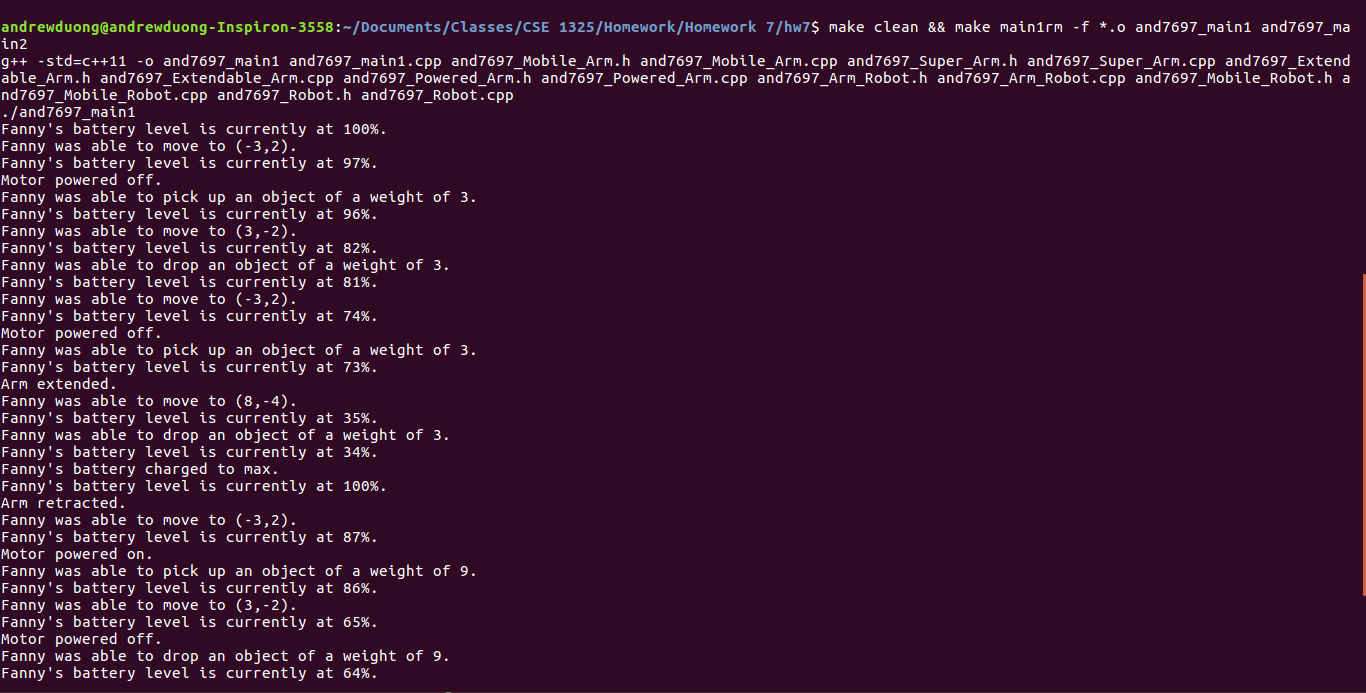 andrewduong@andrewduong-Inspiron-3558:~/Documents/Classes/CSE 1325/Homework/Homework 7/hw7$ make clean && make main1rm -f *.o and7697_main1 and7697_ma
in2
g++ -std=c++11 -o and7697_main1 and7697_main1.cpp and7697_Mobile_Arm.h and7697_Mobile_Arm.cpp and7697_Super_Arm.h and7697_Super_Arm.cpp and7697_Extend
able_Arm.h and7697_Extendable_Arm.cpp and7697_Powered_Arm.h and7697_Powered_Arm.cpp and7697_Arm_Robot.h and7697_Arm_Robot.cpp and7697_Mobile_Robot.h a
nd7697_Mobile_Robot.cpp and7697_Robot.h and7697_Robot.cpp
./and7697_main1
Fanny's battery level is currently at 100%.
Fanny was able to move to (-3,2).
Fanny's battery level is currently at 97%.
Motor powered off.
Fanny was able to pick up an object of a weight of 3.
Fanny's battery level is currently at 96%.
Fanny was able to move to (3,-2).
Fanny's battery level is currently at 82%.
Fanny was able to drop an object of a weight of 3.
Fanny's battery level is currently at 81%.
Fanny was able to move to (-3,2).
Fanny's battery level is currently at 74%.
Motor powered off.
Fanny was able to pick up an object of a weight of 3.
Fanny's battery level is currently at 73%.
Arm extended.
Fanny was able to move to (8,-4).
Fanny's battery level is currently at 35%.
Fanny was able to drop an object of a weight of 3.
Fanny's battery level is currently at 34%.
Fanny's battery charged to max.
Fanny's battery level is currently at 100%.
Arm retracted.
Fanny was able to move to (-3,2).
Fanny's battery level is currently at 87%.
Motor powered on.
Fanny was able to pick up an object of a weight of 9.
Fanny's battery level is currently at 86%.
Fanny was able to move to (3,-2).
Fanny's battery level is currently at 65%.
Motor powered off.
Fanny was able to drop an object of a weight of 9.
Fanny's battery level is currently at 64%.